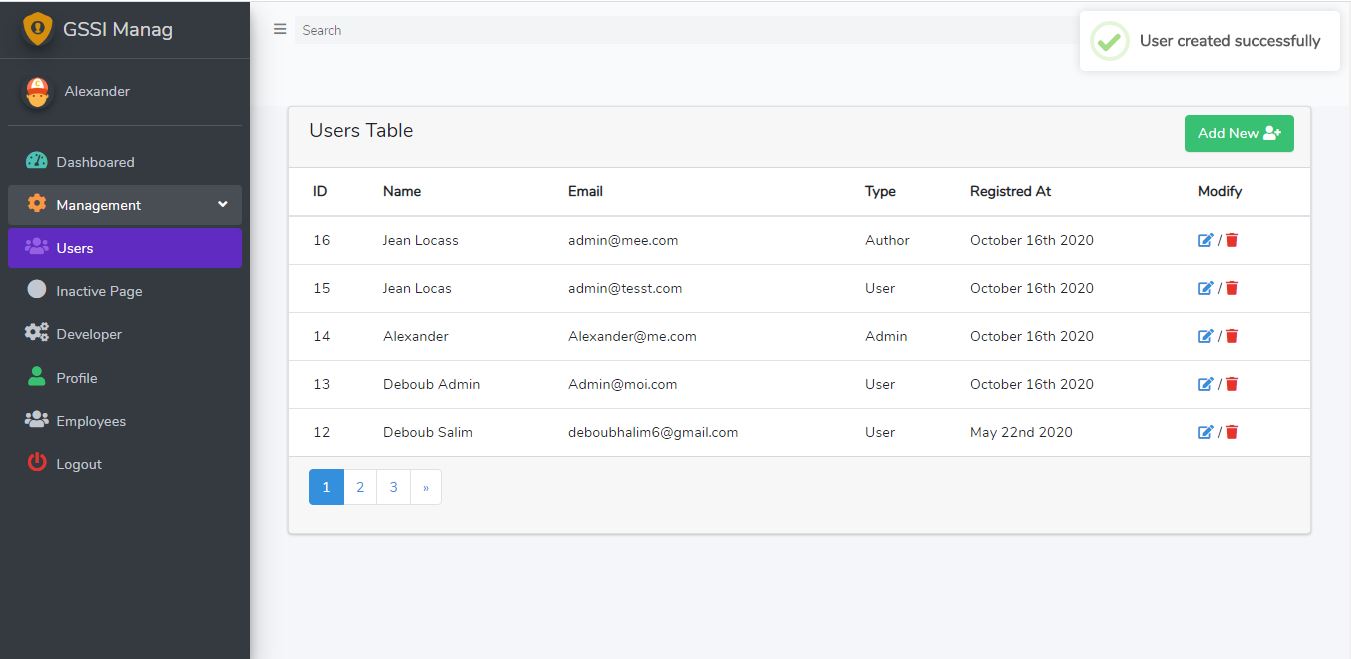 GSSI Manag
Search
User created successfully
Alexander
Dashboared
Management
Users
Inactive Page
Developer
Profile
Employees
Logout
Users Table
Add New
ID Name Email Type Registred At Modify
16 Jean Locass admin@mee.com Author October 16th 2020 /
15 Jean Locas admin@tesst.com User October 16th 2020 /
14 Alexander Alexander@me.com Admin October 16th 2020 /
13 Deboub Admin Admin@moi.com User October 16th 2020 /
12 Deboub Salim deboubhalim6@gmail.com User May 22nd 2020 /
1 2 3 »